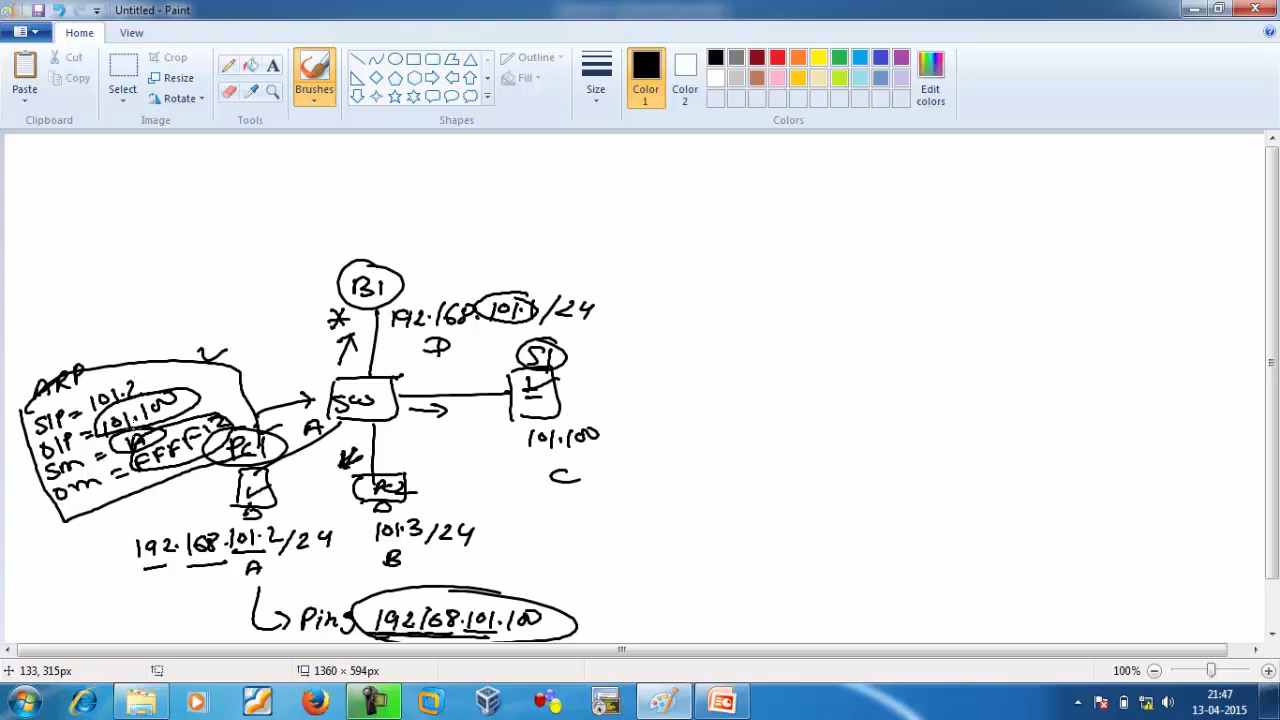 Untitled - Paint
Home
View
Paste
Cut
Copy
Clipboard
Select
Crop
Resize
Rotate
Image
Tools
Brushes
Shapes
Outline
Fill
Size
Color 1
Color 2
Edit colors
Colors
192.168.101.1/24
D
S1
101.100
C
SW
A
ARP
SIP = 101.2
DIP = 101.100
SM = A
DM = FFFF
PC1
PC2
192.168.101.2/24
A
101.3/24
B
Ping 192.168.101.100
133, 315px
1360 × 594px
100%
21:47
13-04-2015